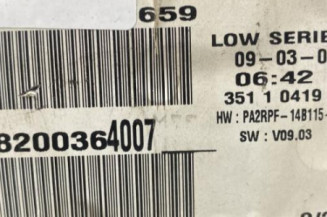 659
LOW SERIE
09-03-0
06:42
351 1 0419
HW : PA2RPF-14B115-
8200364007
SW : V09.03